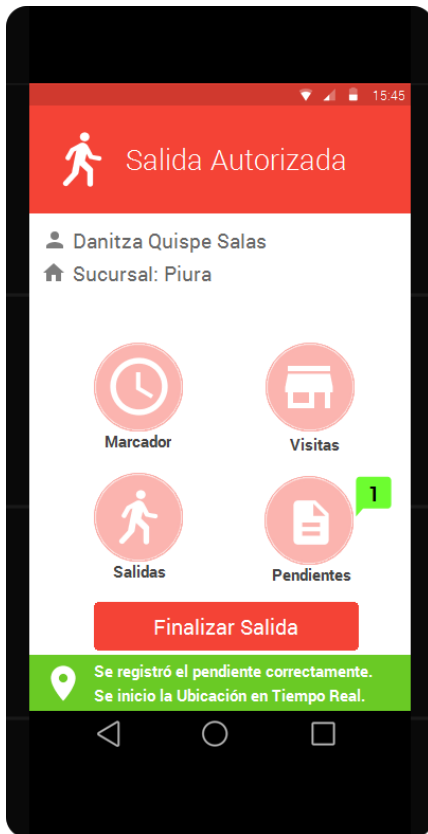 15:45
Salida Autorizada
Danitza Quispe Salas
Sucursal: Piura
Marcador
Visitas
1
Salidas
Pendientes
Finalizar Salida
Se registró el pendiente correctamente.
Se inicio la Ubicación en Tiempo Real.